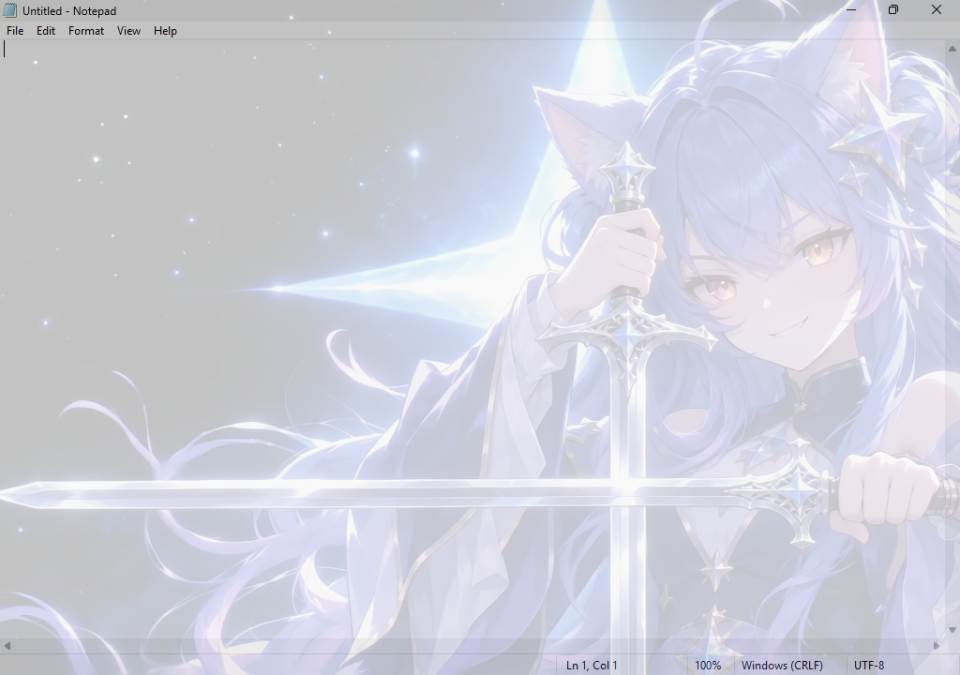 Untitled - Notepad
File Edit Format View Help
Ln 1, Col 1 100% Windows (CRLF) UTF-8